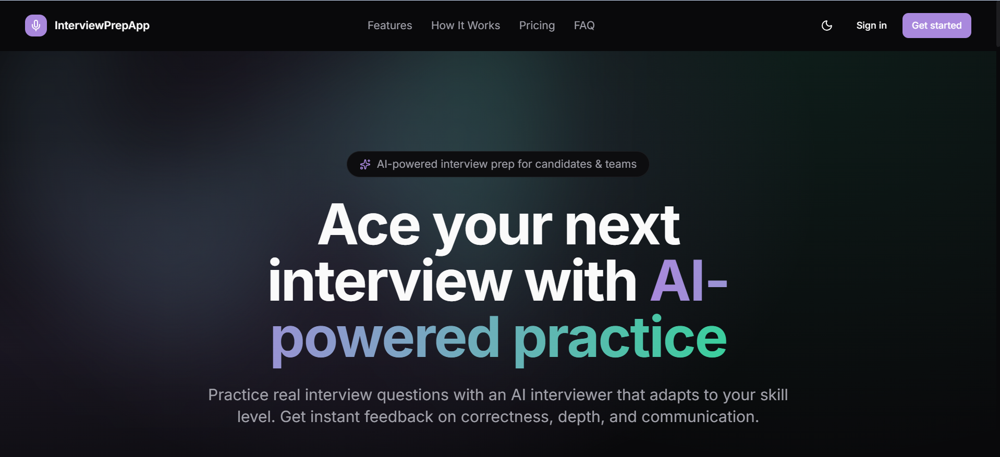 InterviewPrepApp
Features
How It Works
Pricing
FAQ
Sign in
Get started
AI-powered interview prep for candidates & teams
Ace your next
interview with AI-
powered practice
Practice real interview questions with an AI interviewer that adapts to your skill
level. Get instant feedback on correctness, depth, and communication.